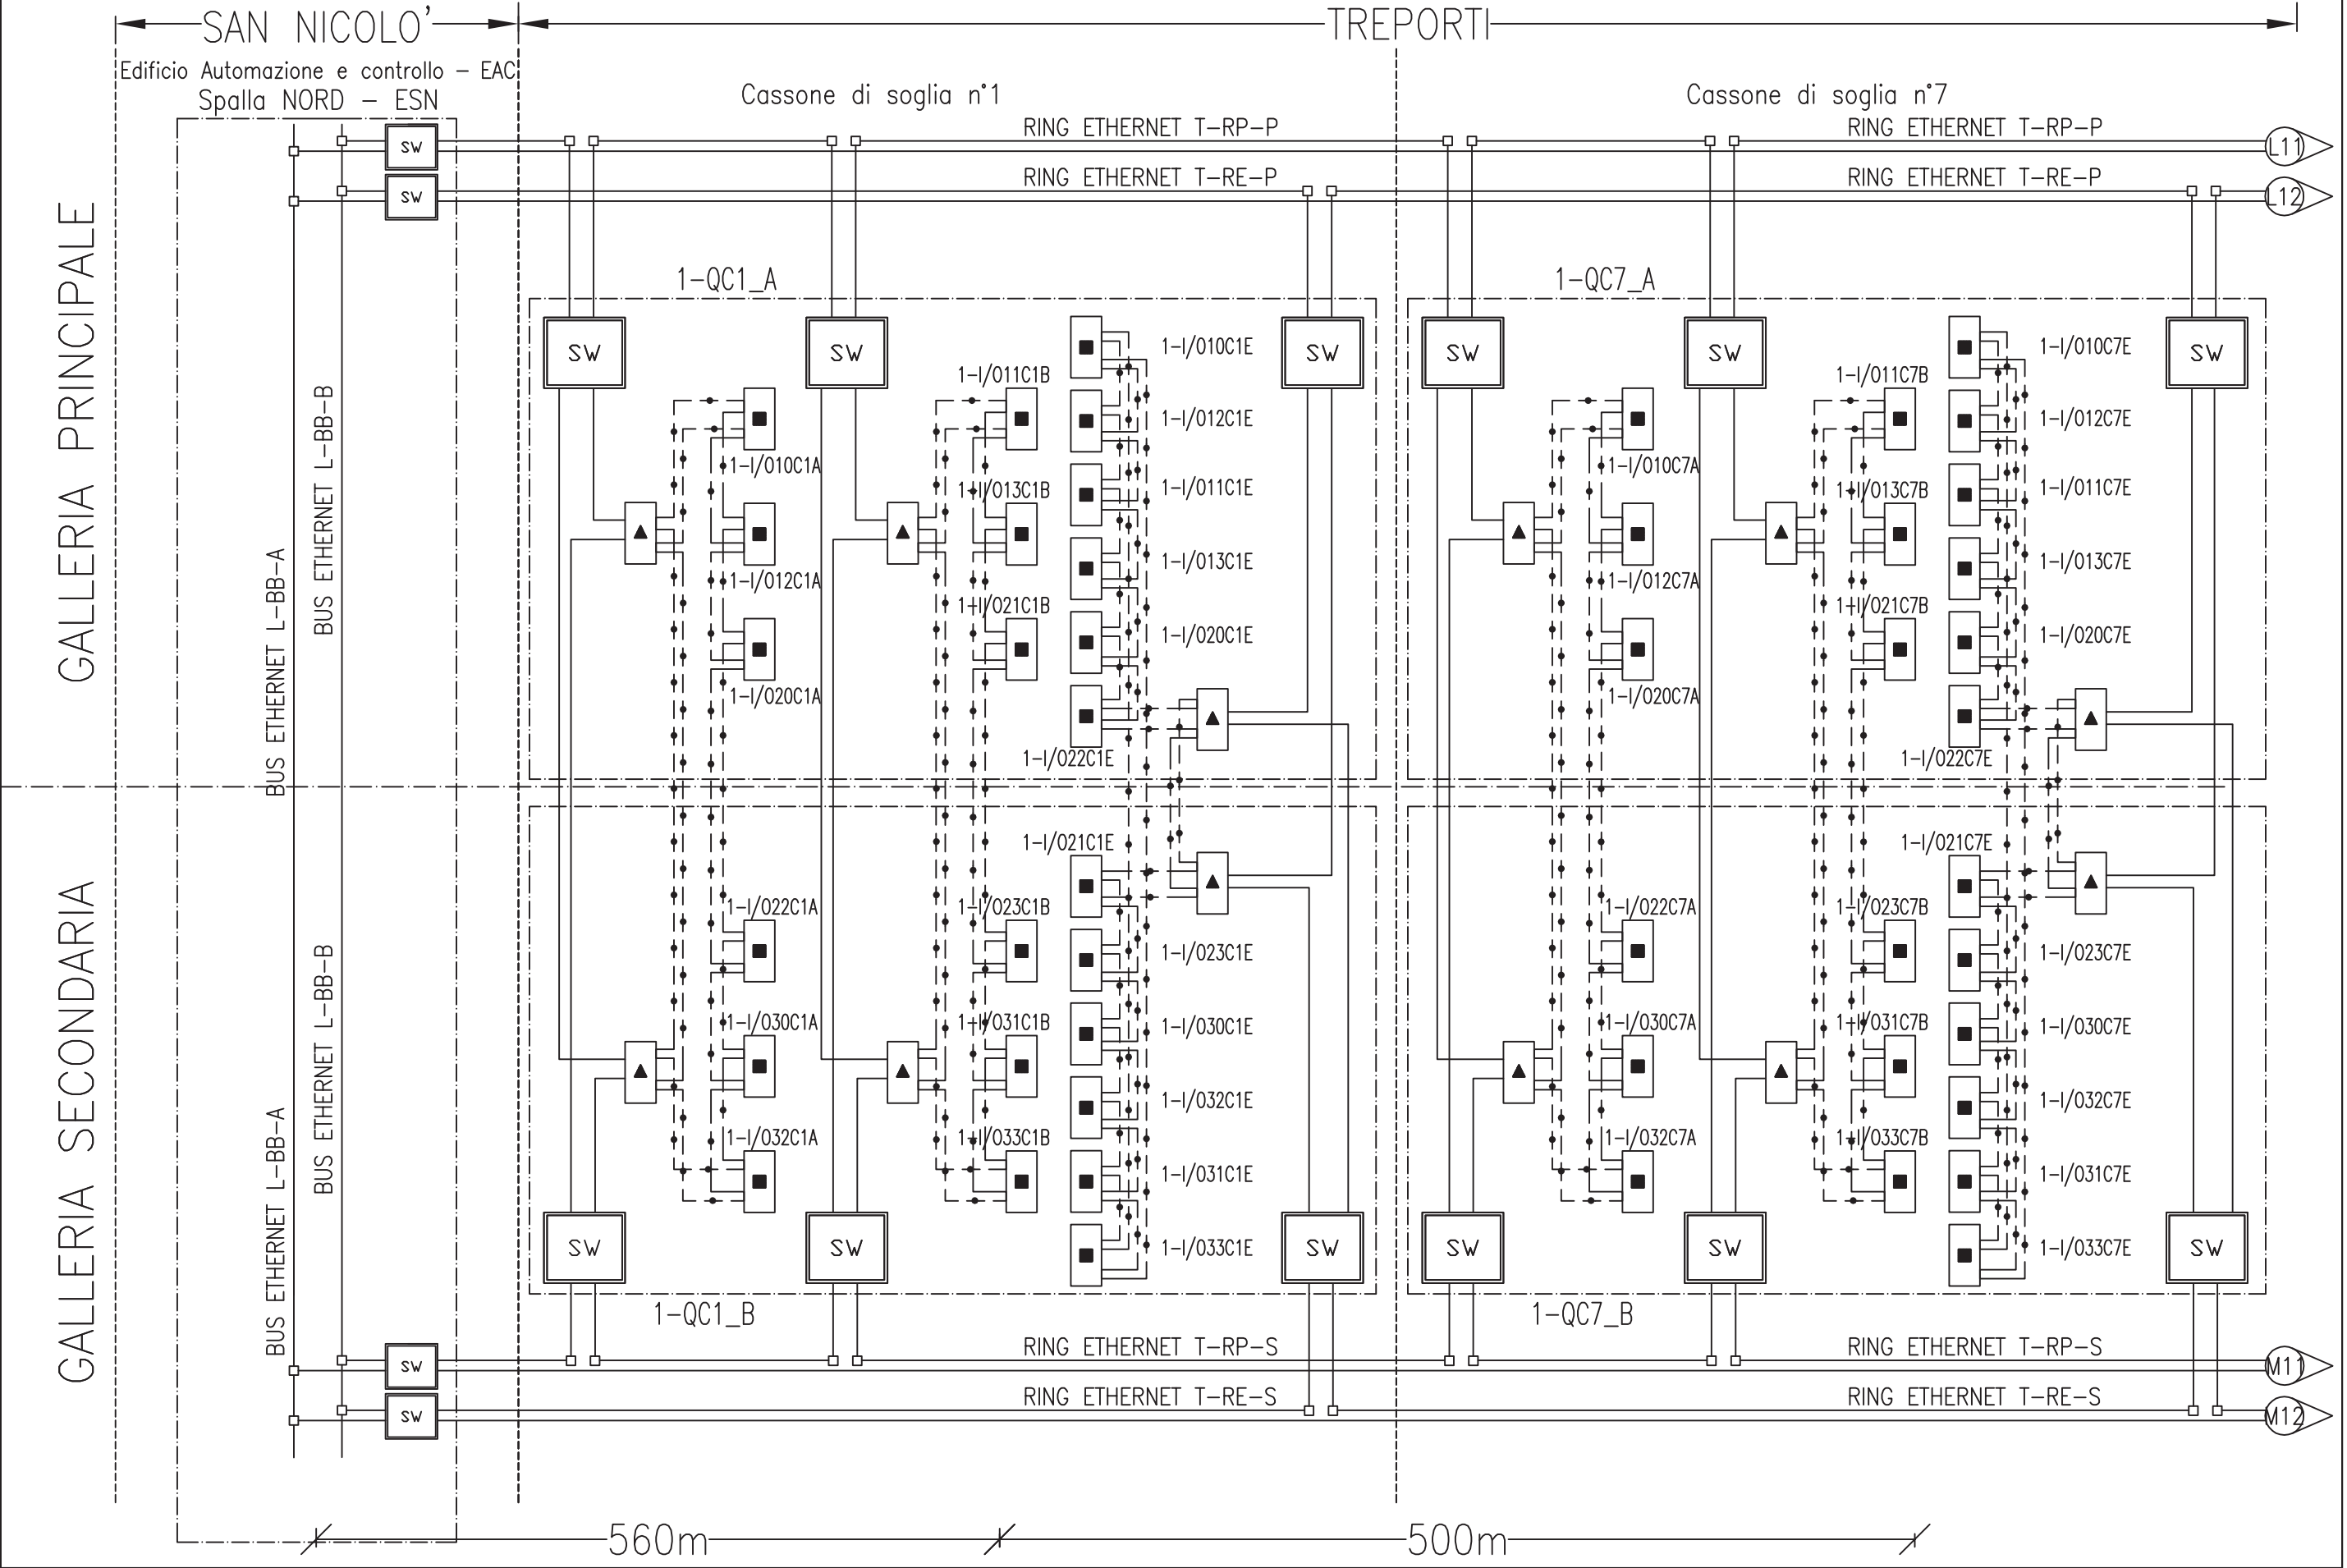 SAN NICOLO'
TREPORTI
Edificio Automazione e controllo - EAC
Spalla NORD - ESN
Cassone di soglia n°1
Cassone di soglia n°7
RING ETHERNET T-RP-P
RING ETHERNET T-RP-P
SW
L11
RING ETHERNET T-RE-P
RING ETHERNET T-RE-P
SW
L12
GALLERIA PRINCIPALE
BUS ETHERNET L-BB-A
BUS ETHERNET L-BB-B
1-QC1_A
SW
SW
SW
1-I/010C1A
1-I/012C1A
1-I/020C1A
1-I/011C1B
1-I/013C1B
1-I/021C1B
1-I/010C1E
1-I/012C1E
1-I/011C1E
1-I/013C1E
1-I/020C1E
1-I/022C1E
1-QC7_A
SW
SW
SW
1-I/010C7A
1-I/012C7A
1-I/020C7A
1-I/011C7B
1-I/013C7B
1-I/021C7B
1-I/010C7E
1-I/012C7E
1-I/011C7E
1-I/013C7E
1-I/020C7E
1-I/022C7E
GALLERIA SECONDARIA
BUS ETHERNET L-BB-A
BUS ETHERNET L-BB-B
1-I/022C1A
1-I/030C1A
1-I/032C1A
1-I/023C1B
1-I/031C1B
1-I/033C1B
1-I/021C1E
1-I/023C1E
1-I/030C1E
1-I/032C1E
1-I/031C1E
1-I/033C1E
SW
SW
SW
1-QC1_B
1-I/022C7A
1-I/030C7A
1-I/032C7A
1-I/023C7B
1-I/031C7B
1-I/033C7B
1-I/021C7E
1-I/023C7E
1-I/030C7E
1-I/032C7E
1-I/031C7E
1-I/033C7E
SW
SW
SW
1-QC7_B
RING ETHERNET T-RP-S
RING ETHERNET T-RP-S
SW
M11
RING ETHERNET T-RE-S
RING ETHERNET T-RE-S
SW
M12
560m
500m